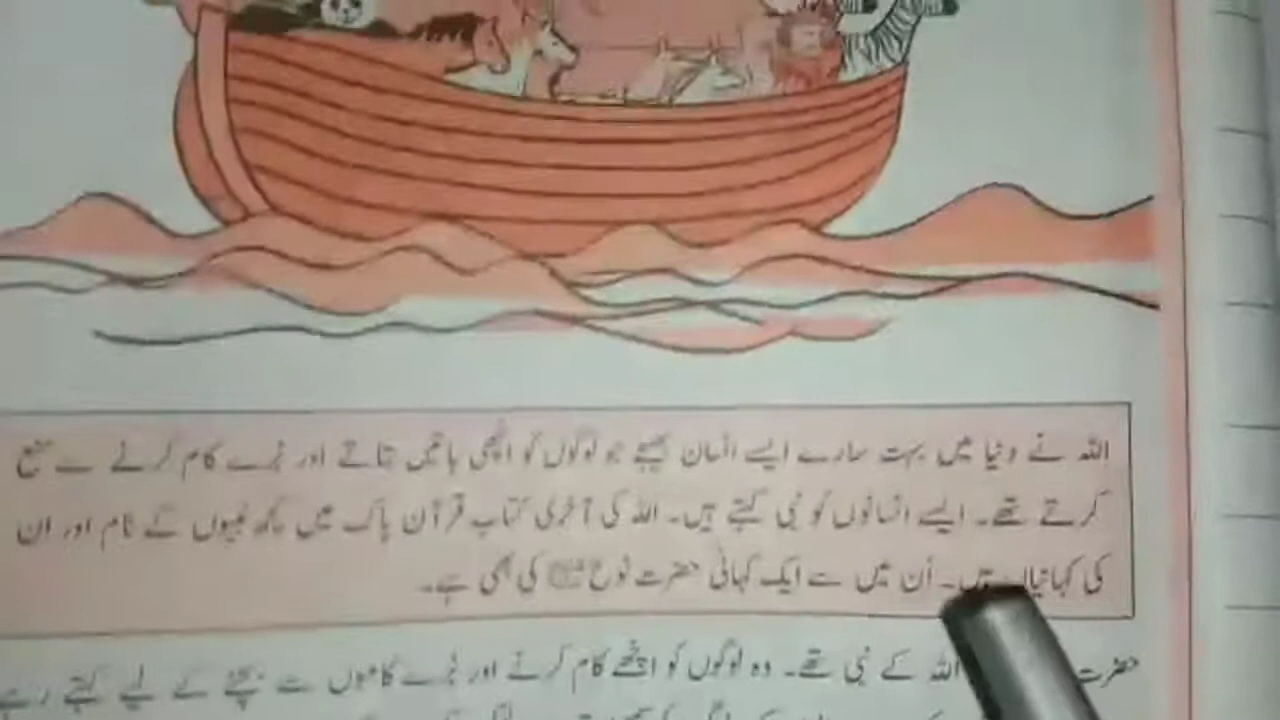 اللہ نے دنیا میں بہت سارے ایسے انسان بھیجے جو لوگوں کو اچھی باتیں بتاتے اور بُرے کام کرنے سے منع
کرتے تھے۔ ایسے انسانوں کو نبی کہتے ہیں۔ اللہ کی آخری کتاب قرآن پاک میں کچھ نبیوں کے نام اور ان
کی کہانیاں ہیں۔ اُن میں سے ایک کہانی حضرت نوح کی بھی ہے۔
حضرت اللہ کے نبی تھے۔ وہ لوگوں کو اچھے کام کرنے اور بُرے کاموں سے بچنے کے لیے کہتے رہے